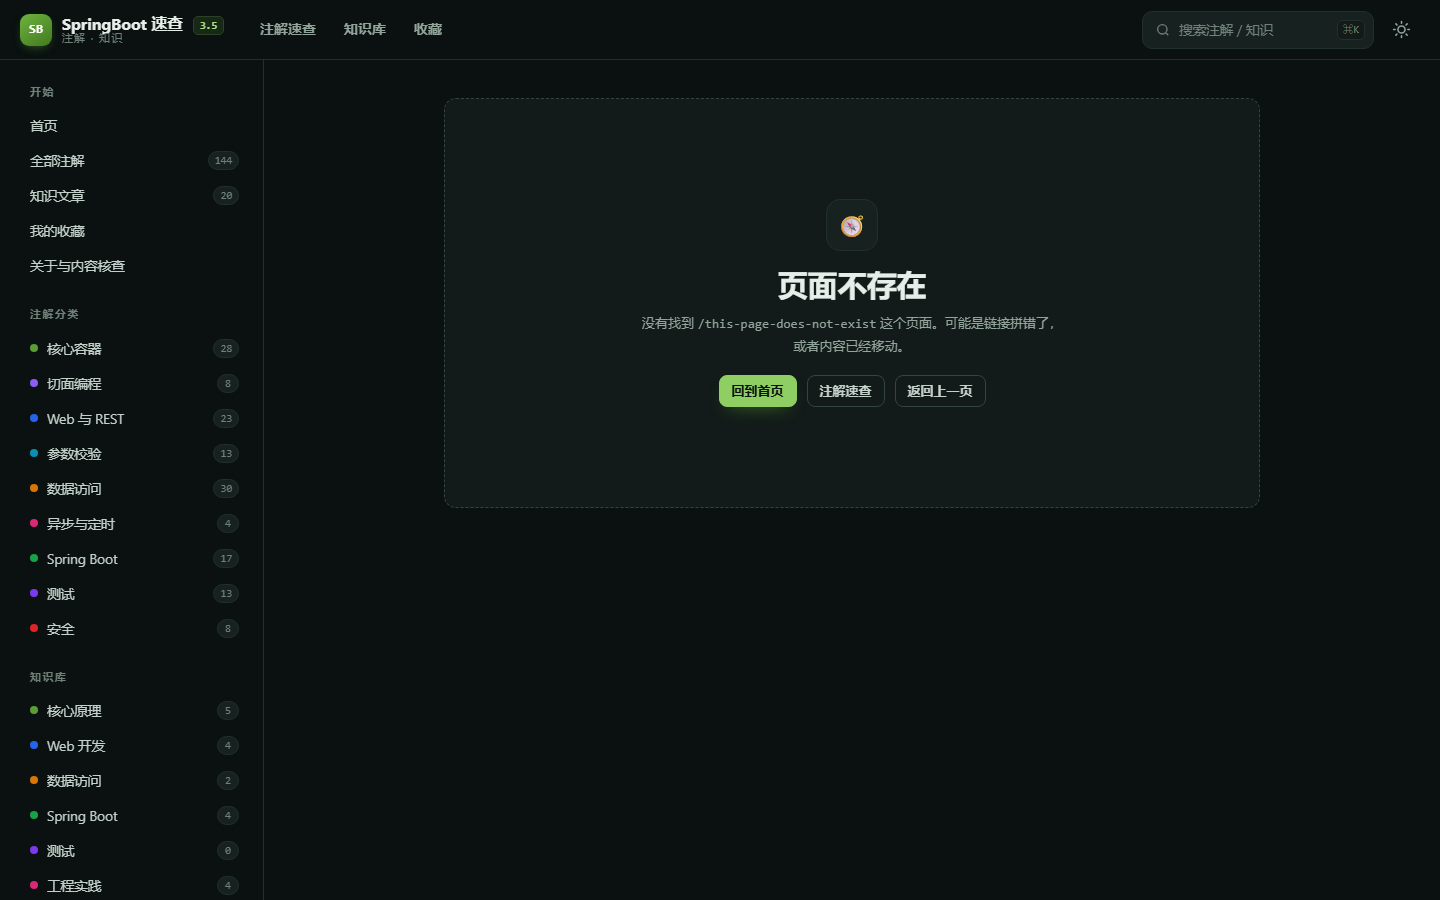 SB
SpringBoot 速查
3.5
注解 · 知识
注解速查
知识库
收藏
搜索注解 / 知识
⌘K
开始
首页
全部注解 144
知识文章 20
我的收藏
关于与内容核查
注解分类
核心容器 28
切面编程 8
Web 与 REST 23
参数校验 13
数据访问 30
异步与定时 4
Spring Boot 17
测试 13
安全 8
知识库
核心原理 5
Web 开发 4
数据访问 2
Spring Boot 4
测试 0
工程实践 4
页面不存在
没有找到 /this-page-does-not-exist 这个页面。可能是链接拼错了，
或者内容已经移动。
回到首页
注解速查
返回上一页